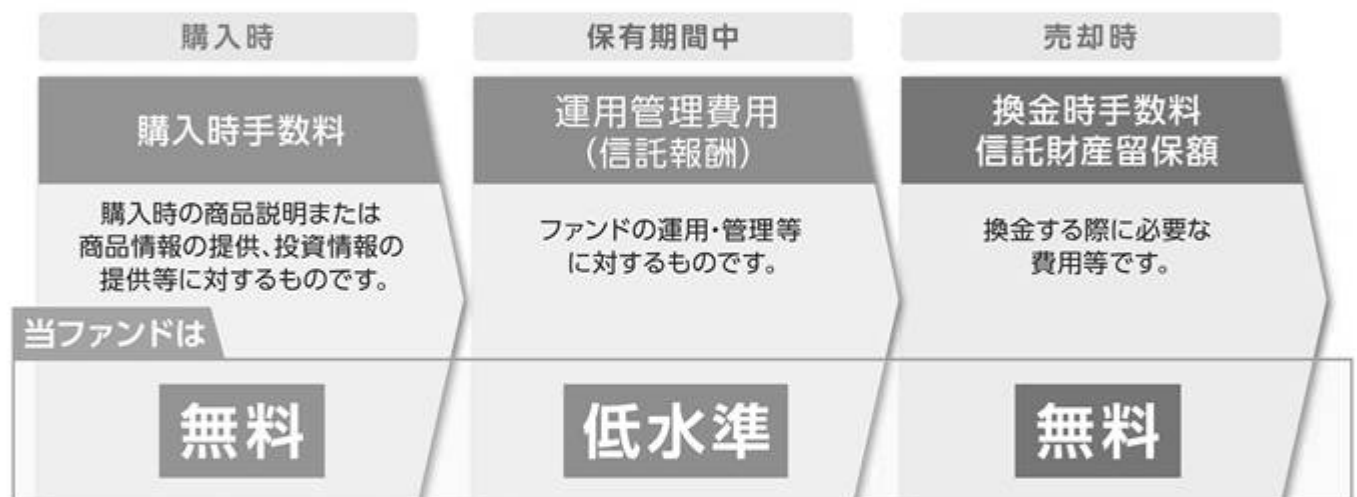 購入時
購入時手数料
購入時の商品説明または
商品情報の提供、投資情報の
提供等に対するものです。
保有期間中
運用管理費用
（信託報酬）
ファンドの運用・管理等
に対するものです。
売却時
換金時手数料
信託財産留保額
換金する際に必要な
費用等です。
当ファンドは
無料
低水準
無料